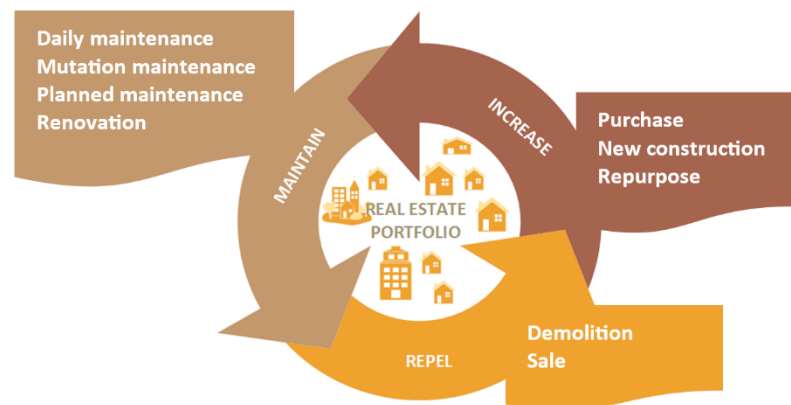 Daily maintenance
Mutation maintenance
Planned maintenance
Renovation
MAINTAIN
INCREASE
Purchase
New construction
Repurpose
REAL ESTATE
PORTFOLIO
REPEL
Demolition
Sale